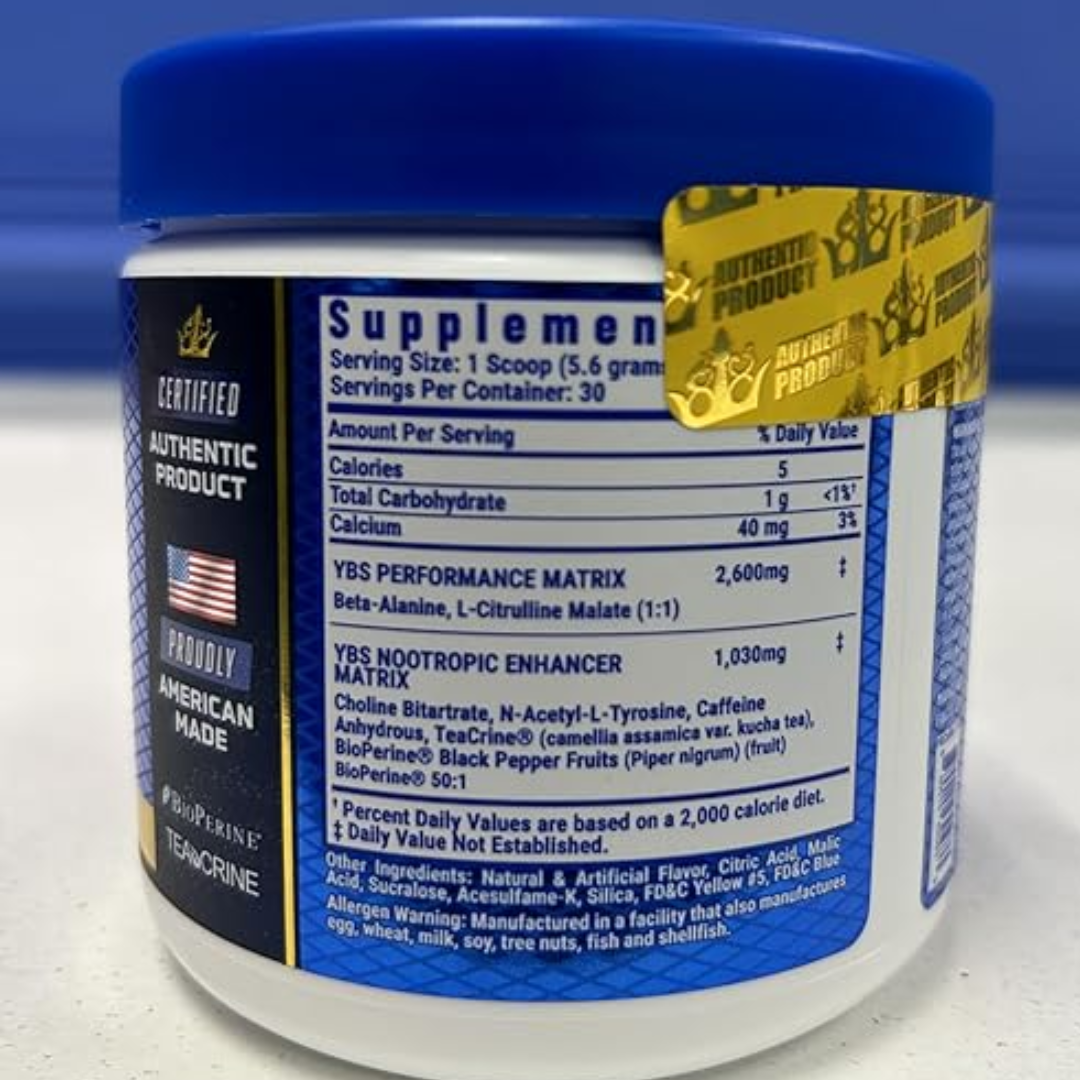 CERTIFIED
AUTHENTIC
PRODUCT
PROUDLY
AMERICAN
MADE
BIOPERINE®
TEACRINE
Supplemen
Serving Size: 1 Scoop (5.6 grams
Servings Per Container: 30
Amount Per Serving % Daily Value
Calories 5
Total Carbohydrate 1 g <1%†
Calcium 40 mg 3%
YBS PERFORMANCE MATRIX 2,600mg ‡
Beta-Alanine, L-Citrulline Malate (1:1)
YBS NOOTROPIC ENHANCER 1,030mg ‡
MATRIX
Choline Bitartrate, N-Acetyl-L-Tyrosine, Caffeine
Anhydrous, TeaCrine® (camellia assamica var. kucha tea),
BioPerine® Black Pepper Fruits (Piper nigrum) (fruit)
BioPerine® 50:1
† Percent Daily Values are based on a 2,000 calorie diet.
‡ Daily Value Not Established.
Other Ingredients: Natural & Artificial Flavor, Citric Acid, Malic
Acid, Sucralose, Acesulfame-K, Silica, FD&C Yellow #5, FD&C Blue
Allergen Warning: Manufactured in a facility that also manufactures
egg, wheat, milk, soy, tree nuts, fish and shellfish.
AUTHENTIC
PRODUCT
AUTHENTIC
PRODUCT